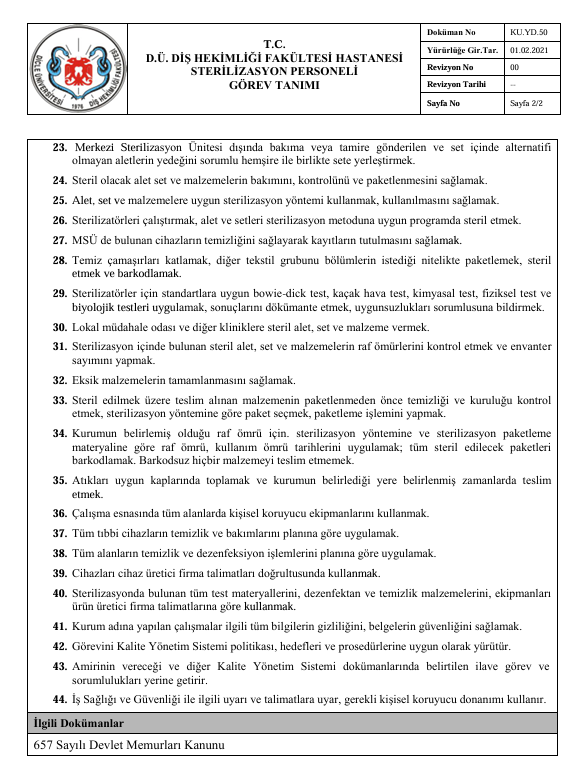 DİCLE ÜNİVERSİTESİ DİŞ HEKİMLİĞİ FAKÜLTESİ
1976
T.C.
D.Ü. DİŞ HEKİMLİĞİ FAKÜLTESİ HASTANESİ
STERİLİZASYON PERSONELİ
GÖREV TANIMI
Doküman No KU.YD.50
Yürürlüğe Gir.Tar. 01.02.2021
Revizyon No 00
Revizyon Tarihi --
Sayfa No Sayfa 2/2
23. Merkezi Sterilizasyon Ünitesi dışında bakıma veya tamire gönderilen ve set içinde alternatifi
olmayan aletlerin yedeğini sorumlu hemşire ile birlikte sete yerleştirmek.
24. Steril olacak alet set ve malzemelerin bakımını, kontrolünü ve paketlenmesini sağlamak.
25. Alet, set ve malzemelere uygun sterilizasyon yöntemi kullanmak, kullanılmasını sağlamak.
26. Sterilizatörleri çalıştırmak, alet ve setleri sterilizasyon metoduna uygun programda steril etmek.
27. MSÜ de bulunan cihazların temizliğini sağlayarak kayıtların tutulmasını sağlamak.
28. Temiz çamaşırları katlamak, diğer tekstil grubunu bölümlerin istediği nitelikte paketlemek, steril
etmek ve barkodlamak.
29. Sterilizatörler için standartlara uygun bowie-dick test, kaçak hava test, kimyasal test, fiziksel test ve
biyolojik testleri uygulamak, sonuçlarını dökümante etmek, uygunsuzlukları sorumlusuna bildirmek.
30. Lokal müdahale odası ve diğer kliniklere steril alet, set ve malzeme vermek.
31. Sterilizasyon içinde bulunan steril alet, set ve malzemelerin raf ömürlerini kontrol etmek ve envanter
sayımını yapmak.
32. Eksik malzemelerin tamamlanmasını sağlamak.
33. Steril edilmek üzere teslim alınan malzemenin paketlenmeden önce temizliği ve kuruluğu kontrol
etmek, sterilizasyon yöntemine göre paket seçmek, paketleme işlemini yapmak.
34. Kurumun belirlemiş olduğu raf ömrü için. sterilizasyon yöntemine ve sterilizasyon paketleme
materyaline göre raf ömrü, kullanım ömrü tarihlerini uygulamak; tüm steril edilecek paketleri
barkodlamak. Barkodsuz hiçbir malzemeyi teslim etmemek.
35. Atıkları uygun kaplarında toplamak ve kurumun belirlediği yere belirlenmiş zamanlarda teslim
etmek.
36. Çalışma esnasında tüm alanlarda kişisel koruyucu ekipmanlarını kullanmak.
37. Tüm tıbbi cihazların temizlik ve bakımlarını planına göre uygulamak.
38. Tüm alanların temizlik ve dezenfeksiyon işlemlerini planına göre uygulamak.
39. Cihazları cihaz üretici firma talimatları doğrultusunda kullanmak.
40. Sterilizasyonda bulunan tüm test materyallerini, dezenfektan ve temizlik malzemelerini, ekipmanları
ürün üretici firma talimatlarına göre kullanmak.
41. Kurum adına yapılan çalışmalar ilgili tüm bilgilerin gizliliğini, belgelerin güvenliğini sağlamak.
42. Görevini Kalite Yönetim Sistemi politikası, hedefleri ve prosedürlerine uygun olarak yürütür.
43. Amirinin vereceği ve diğer Kalite Yönetim Sistemi dokümanlarında belirtilen ilave görev ve
sorumlulukları yerine getirir.
44. İş Sağlığı ve Güvenliği ile ilgili uyarı ve talimatlara uyar, gerekli kişisel koruyucu donanımı kullanır.
İlgili Dokümanlar
657 Sayılı Devlet Memurları Kanunu